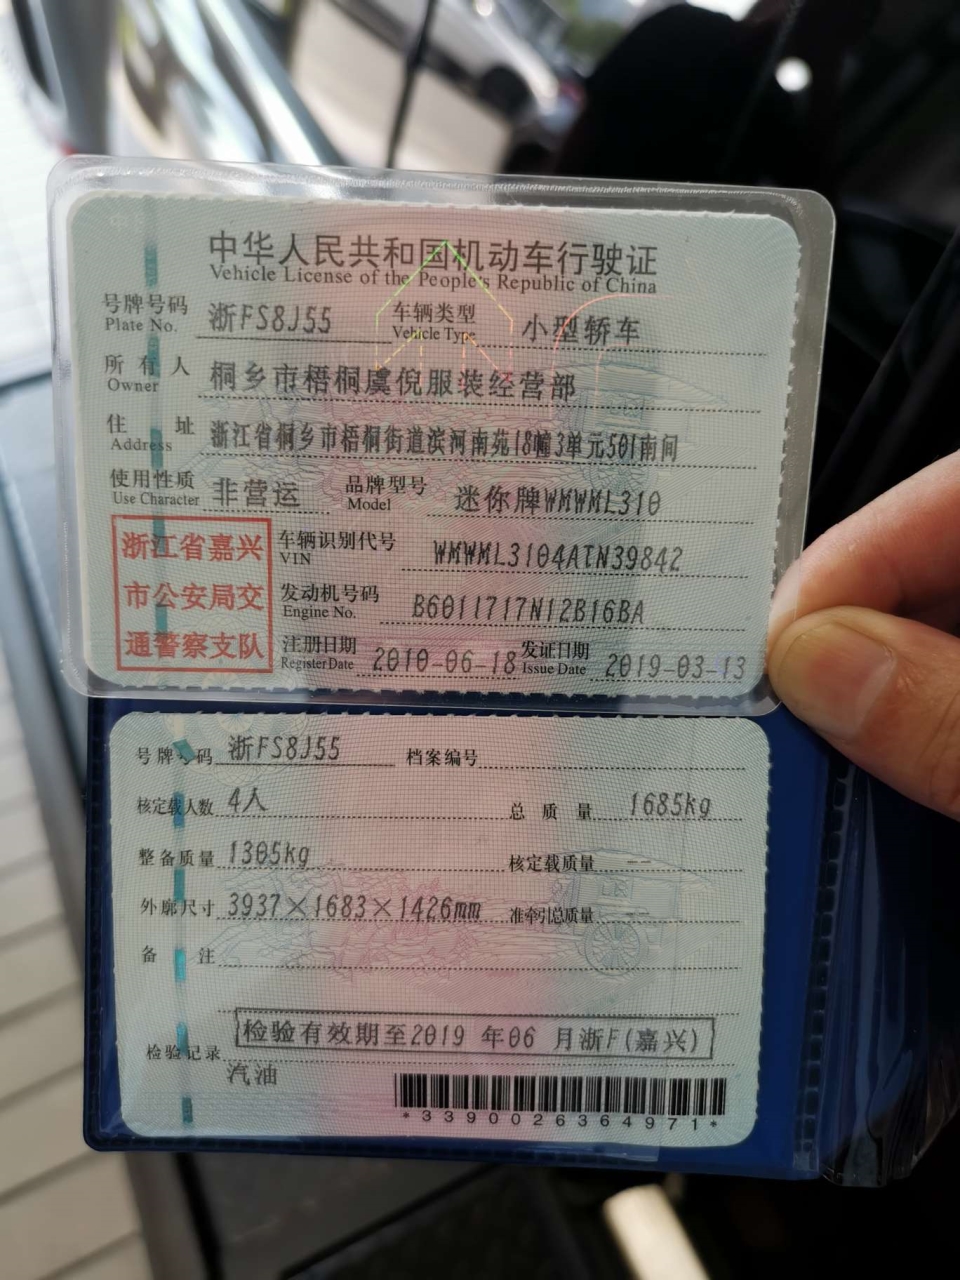 中华人民共和国机动车行驶证
Vehicle License of the People's Republic of China
号牌号码 浙FS8J55 车辆类型 小型轿车
Plate No. Vehicle Type
所有人 桐乡市梧桐虞倪服装经营部
Owner
住址 浙江省桐乡市梧桐街道滨河南苑18幢3单元501南间
Address
使用性质 非营运 品牌型号 迷你牌WMWML310
Use Character Model
浙江省嘉兴
市公安局交
通警察支队
车辆识别代号 WMWML3104ATN39842
VIN
发动机号码 B6011717N12B16BA
Engine No.
注册日期 2010-06-18 发证日期 2019-03-13
Register Date Issue Date
号牌号码 浙FS8J55 档案编号
核定载人数 4人 总质量 1685kg
整备质量 1305kg 核定载质量 --
外廓尺寸 3937×1683×1426mm 准牵引总质量 --
备注
检验有效期至2019 年06 月浙F(嘉兴)
检验记录
汽油
*3390026364971*